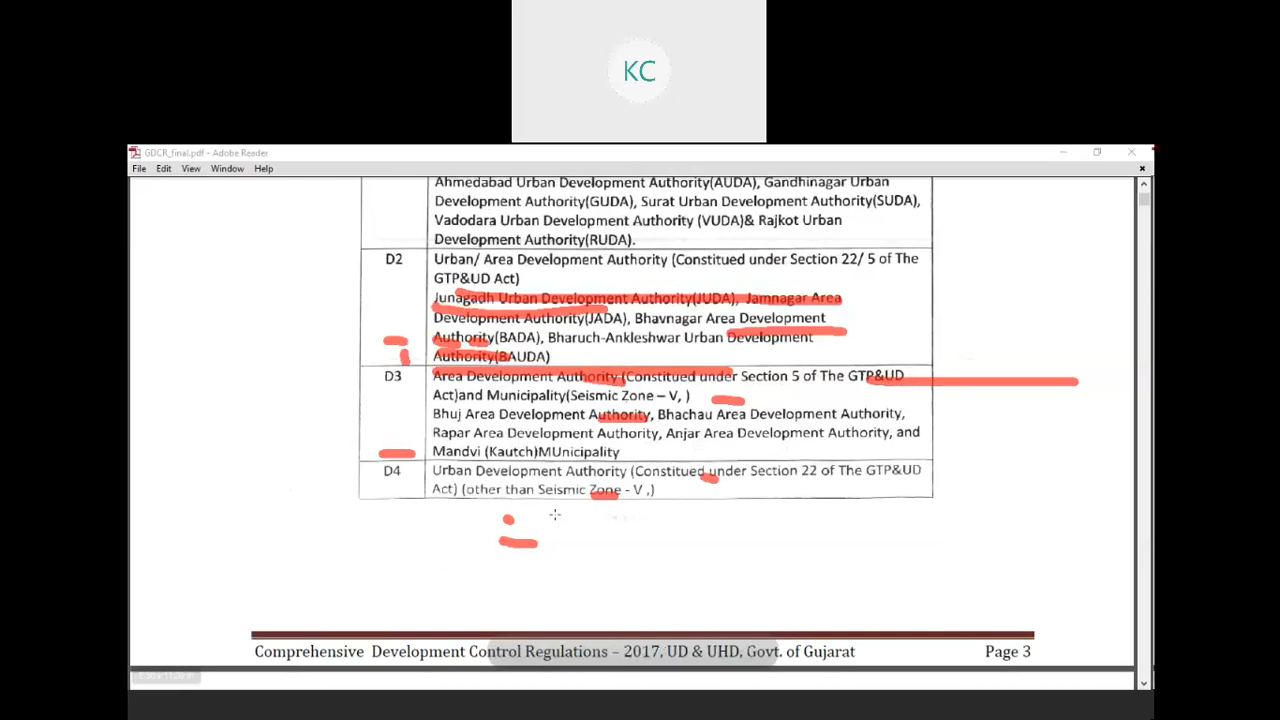 KC
GDCR_final.pdf - Adobe Reader
File Edit View Window Help
Ahmedabad Urban Development Authority(AUDA), Gandhinagar Urban
Development Authority(GUDA), Surat Urban Development Authority(SUDA),
Vadodara Urban Development Authority (VUDA)& Rajkot Urban
Development Authority(RUDA).
D2 Urban/ Area Development Authority (Constitued under Section 22/ 5 of The
GTP&UD Act)
Junagadh Urban Development Authority(JUDA), Jamnagar Area
Development Authority(JADA), Bhavnagar Area Development
Authority(BADA), Bharuch-Ankleshwar Urban Development
Authority(BAUDA)
D3 Area Development Authority (Constitued under Section 5 of The GTP&UD
Act)and Municipality(Seismic Zone – V, )
Bhuj Area Development Authority, Bhachau Area Development Authority,
Rapar Area Development Authority, Anjar Area Development Authority, and
Mandvi (Kautch)MUnicipality
D4 Urban Development Authority (Constitued under Section 22 of The GTP&UD
Act) (other than Seismic Zone - V ,)
Comprehensive Development Control Regulations – 2017, UD & UHD, Govt. of Gujarat Page 3